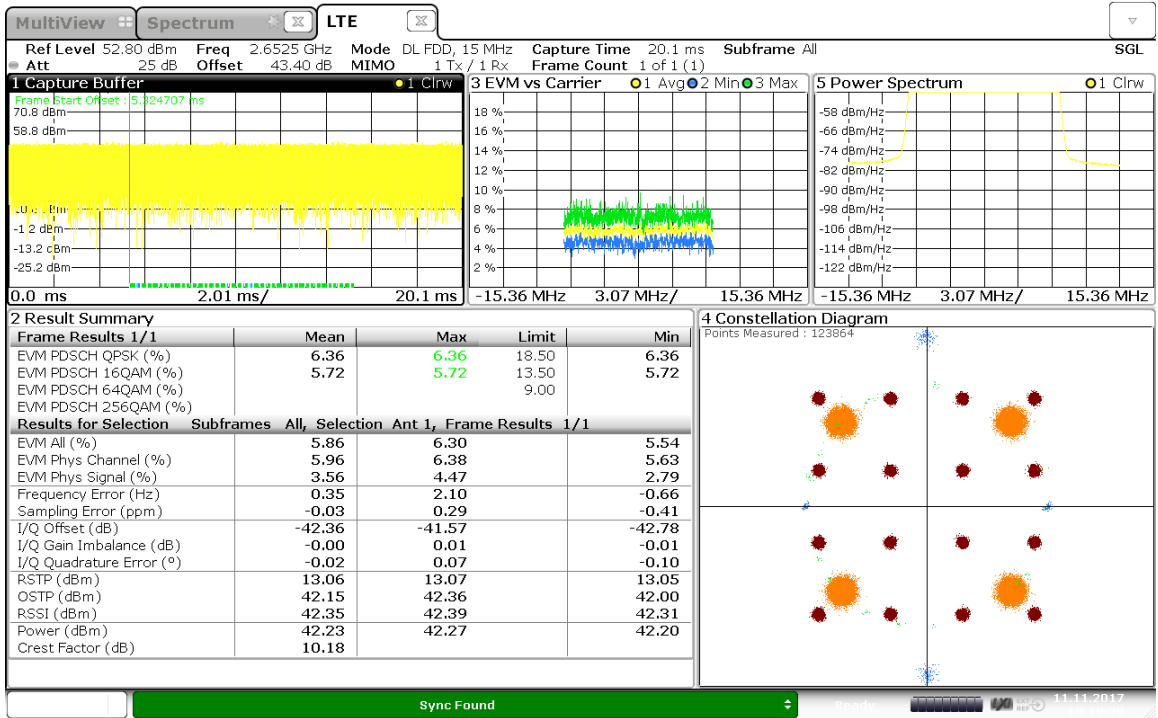 MultiView Spectrum LTE
Ref Level 52.80 dBm Freq 2.6525 GHz Mode DL FDD, 15 MHz Capture Time 20.1 ms Subframe All SGL
Att 25 dB Offset 43.40 dB MIMO 1 Tx / 1 Rx Frame Count 1 of 1 (1)
1 Capture Buffer 1 Clrw
Frame Start Offset : 5.324707 ms
70.8 dBm
58.8 dBm
-1.2 dBm
-13.2 dBm
-25.2 dBm
0.0 ms 2.01 ms/ 20.1 ms
3 EVM vs Carrier 1 Avg 2 Min 3 Max
18 %
16 %
14 %
12 %
10 %
8 %
6 %
4 %
2 %
-15.36 MHz 3.07 MHz/ 15.36 MHz
5 Power Spectrum 1 Clrw
-58 dBm/Hz
-66 dBm/Hz
-74 dBm/Hz
-82 dBm/Hz
-90 dBm/Hz
-98 dBm/Hz
-106 dBm/Hz
-114 dBm/Hz
-122 dBm/Hz
-15.36 MHz 3.07 MHz/ 15.36 MHz
2 Result Summary
Frame Results 1/1 Mean Max Limit Min
EVM PDSCH QPSK (%) 6.36 6.36 18.50 6.36
EVM PDSCH 16QAM (%) 5.72 5.72 13.50 5.72
EVM PDSCH 64QAM (%) 9.00
EVM PDSCH 256QAM (%)
Results for Selection Subframes All, Selection Ant 1, Frame Results 1/1
EVM All (%) 5.86 6.30 5.54
EVM Phys Channel (%) 5.96 6.38 5.63
EVM Phys Signal (%) 3.56 4.47 2.79
Frequency Error (Hz) 0.35 2.10 -0.66
Sampling Error (ppm) -0.03 0.29 -0.41
I/Q Offset (dB) -42.36 -41.57 -42.78
I/Q Gain Imbalance (dB) -0.00 0.01 -0.01
I/Q Quadrature Error (º) -0.02 0.07 -0.10
RSTP (dBm) 13.06 13.07 13.05
OSTP (dBm) 42.15 42.36 42.00
RSSI (dBm) 42.35 42.39 42.31
Power (dBm) 42.23 42.27 42.20
Crest Factor (dB) 10.18
4 Constellation Diagram
Points Measured : 123864
Sync Found
Ready
LXI EXT REF
11.11.2017